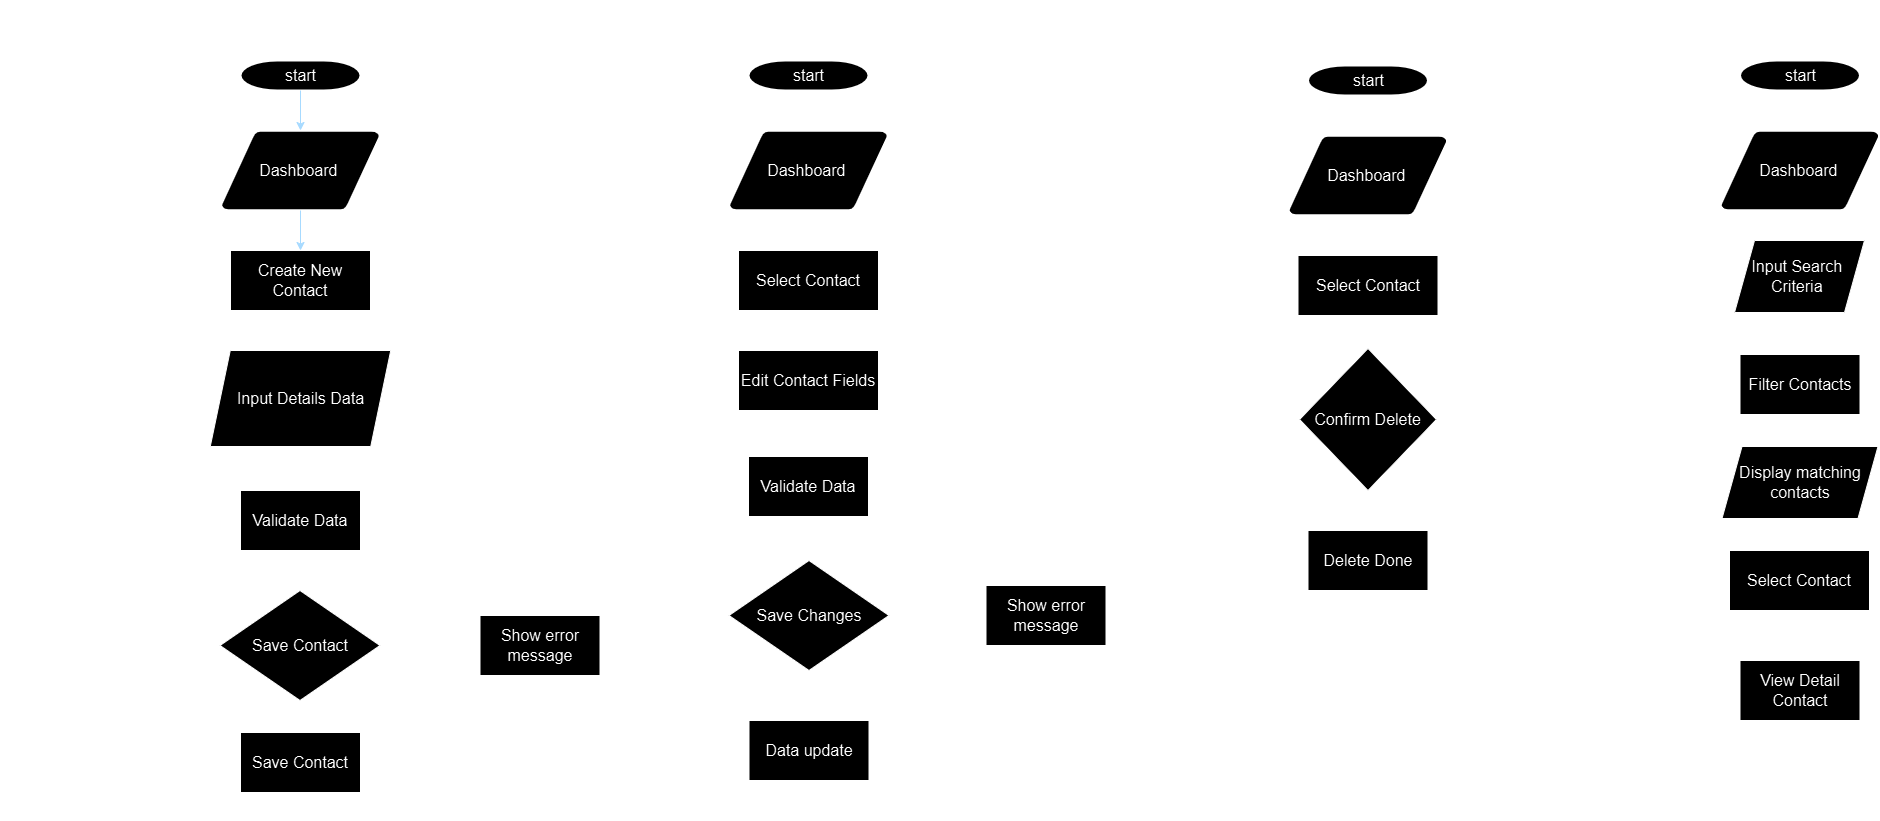 start
Dashboard
Create New
Contact
Input Details Data
Validate Data
Save Contact
Show error
message
Save Contact
start
Dashboard
Select Contact
Edit Contact Fields
Validate Data
Save Changes
Show error
message
Data update
start
Dashboard
Select Contact
Confirm Delete
Delete Done
start
Dashboard
Input Search
Criteria
Filter Contacts
Display matching
contacts
Select Contact
View Detail
Contact